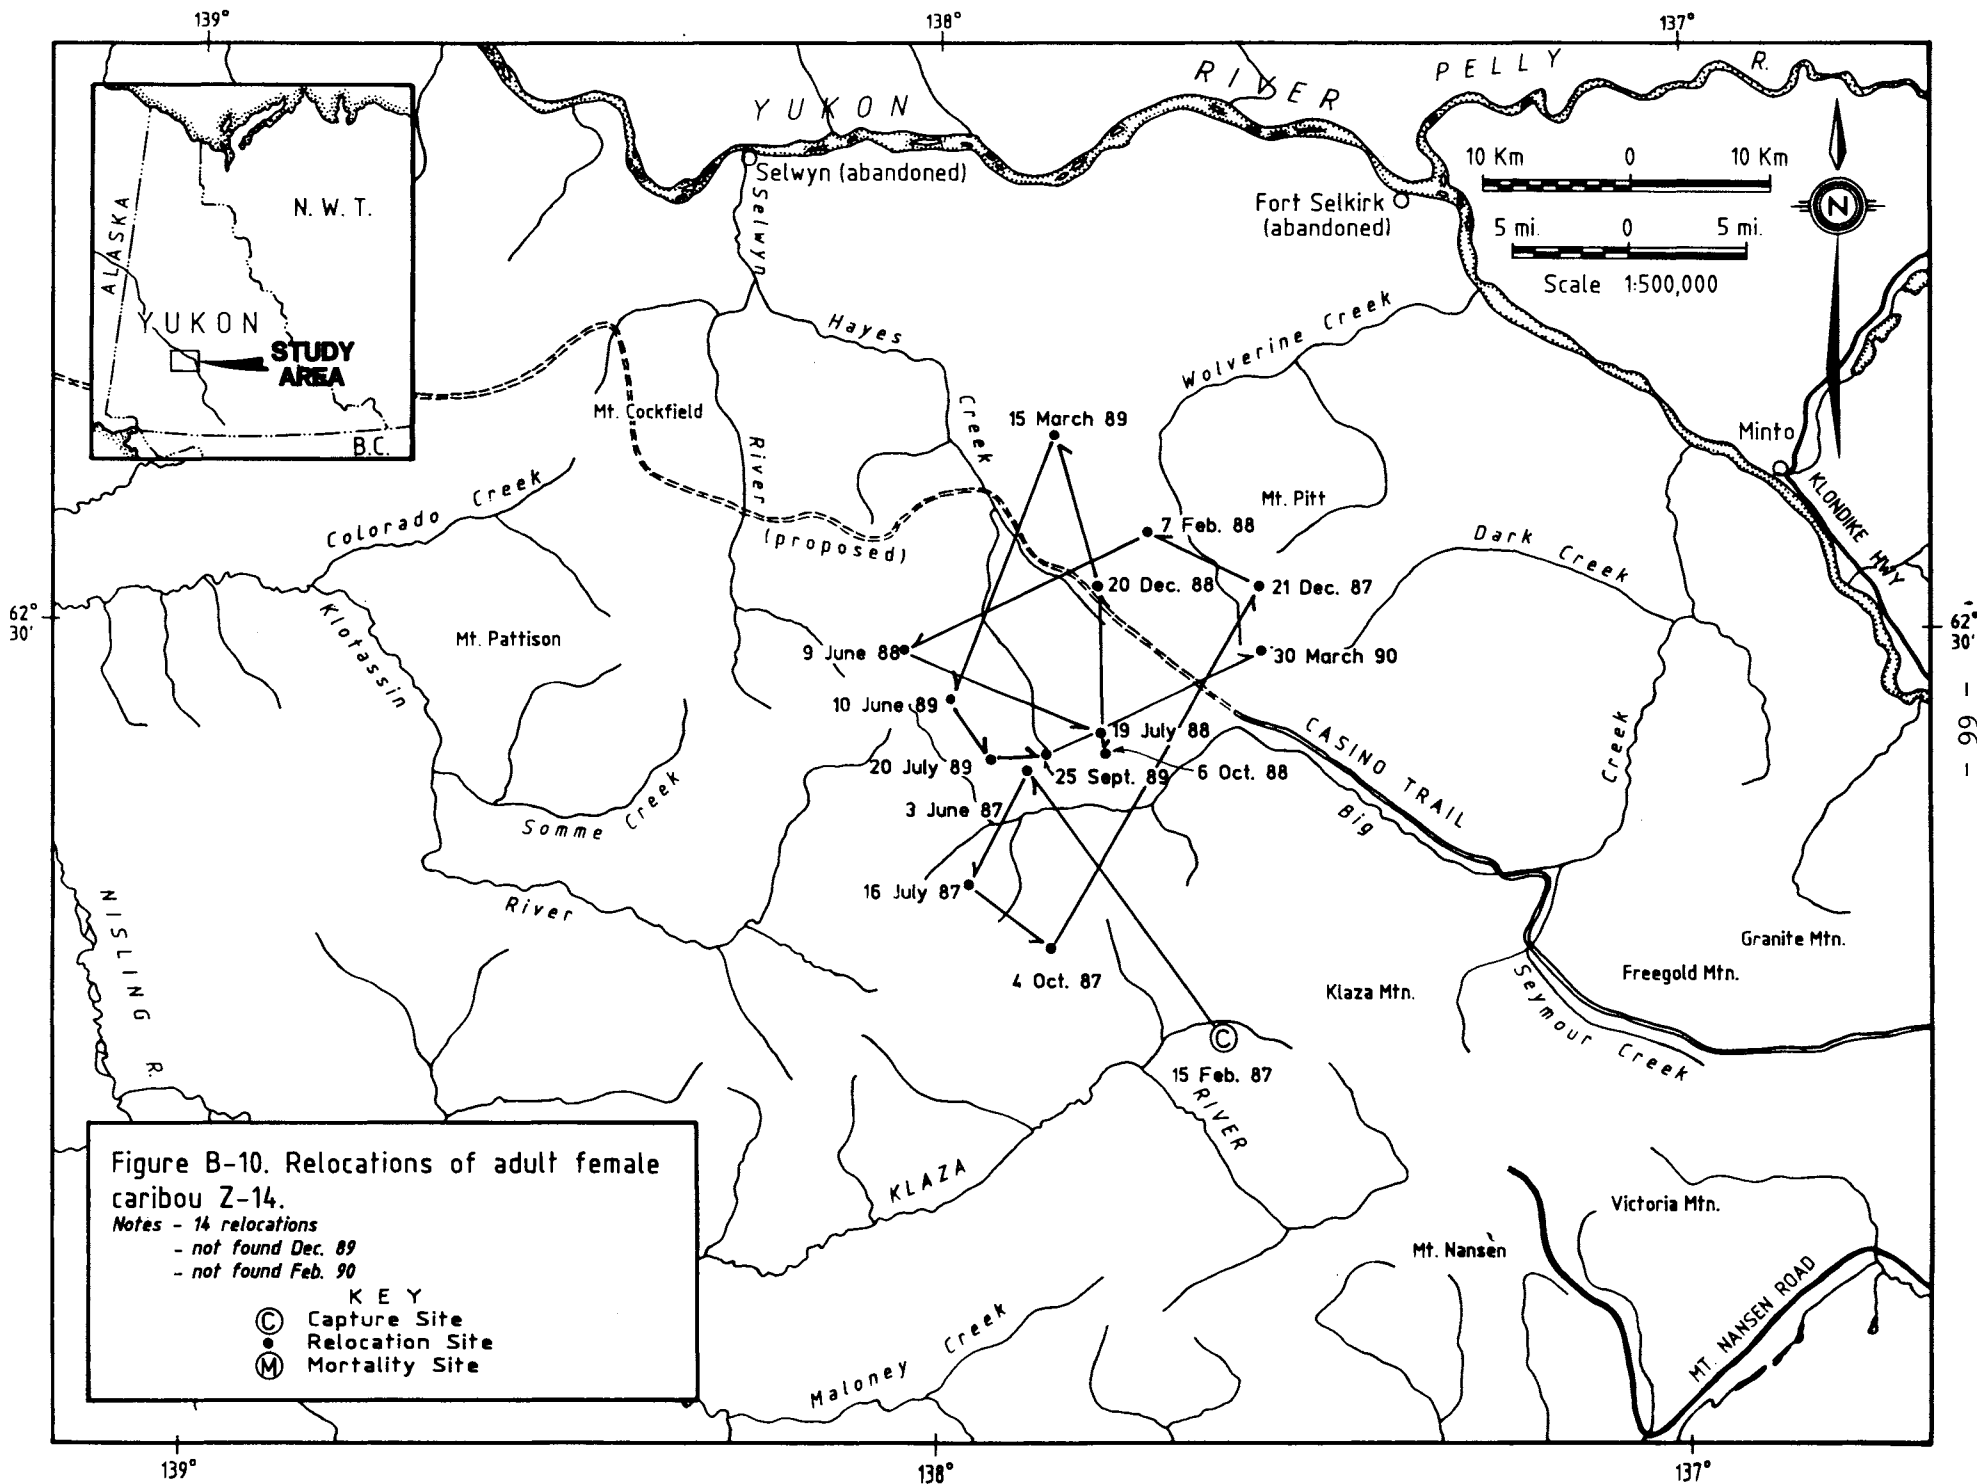 139°
138°
137°
YUKON
RIVER
PELLY
R.
Selwyn (abandoned)
Selwyn
River
(proposed)
Fort Selkirk
(abandoned)
10 Km 0 10 Km
5 mi. 0 5 mi.
Scale 1:500,000
N
ALASKA
N.W.T.
YUKON
STUDY
AREA
B.C.
Hayes
Creek
Wolverine Creek
Mt. Cockfield
15 March 89
Minto
KLONDIKE HWY
Mt. Pitt
Colorado Creek
7 Feb. 88
Dark Creek
20 Dec. 88
21 Dec. 87
62°
30'
62°
30'
Klotassin
River
Mt. Pattison
9 June 88
30 March 90
10 June 89
19 July 88
20 July 89
25 Sept. 89
6 Oct. 88
CASINO TRAIL
Big
Creek
- 66 -
3 June 87
Somme Creek
16 July 87
4 Oct. 87
NISLING R.
Granite Mtn.
Freegold Mtn.
Klaza Mtn.
Seymour Creek
C
15 Feb. 87
KLAZA
RIVER
Victoria Mtn.
Mt. Nansen
MT. NANSEN ROAD
Maloney Creek
Figure B-10. Relocations of adult female
caribou Z-14.
Notes - 14 relocations
- not found Dec. 89
- not found Feb. 90
KEY
C Capture Site
Relocation Site
M Mortality Site
139°
138°
137°